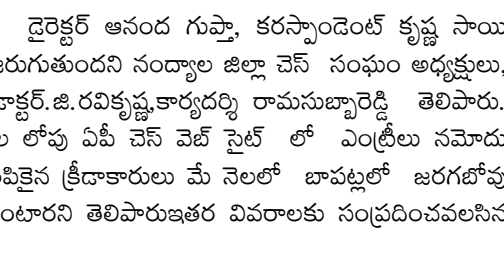 డైరెక్టర్ ఆనంద గుప్తా, కరస్పాండెంట్ కృష్ణ సాయి
జరుగుతుందని నంద్యాల జిల్లా చెస్ సంఘం అధ్యక్షులు,
డాక్టర్.జి.రవికృష్ణ,కార్యదర్శి రామసుబ్బారెడ్డి తెలిపారు.
ల లోపు ఏపీ చెస్ వెబ్ సైట్ లో ఎంట్రీలు నమోదు
పికైన క్రీడాకారులు మే నెలలో బాపట్లలో జరగబోవు
ంటారని తెలిపారుఇతర వివరాలకు సంప్రదించవలసిన